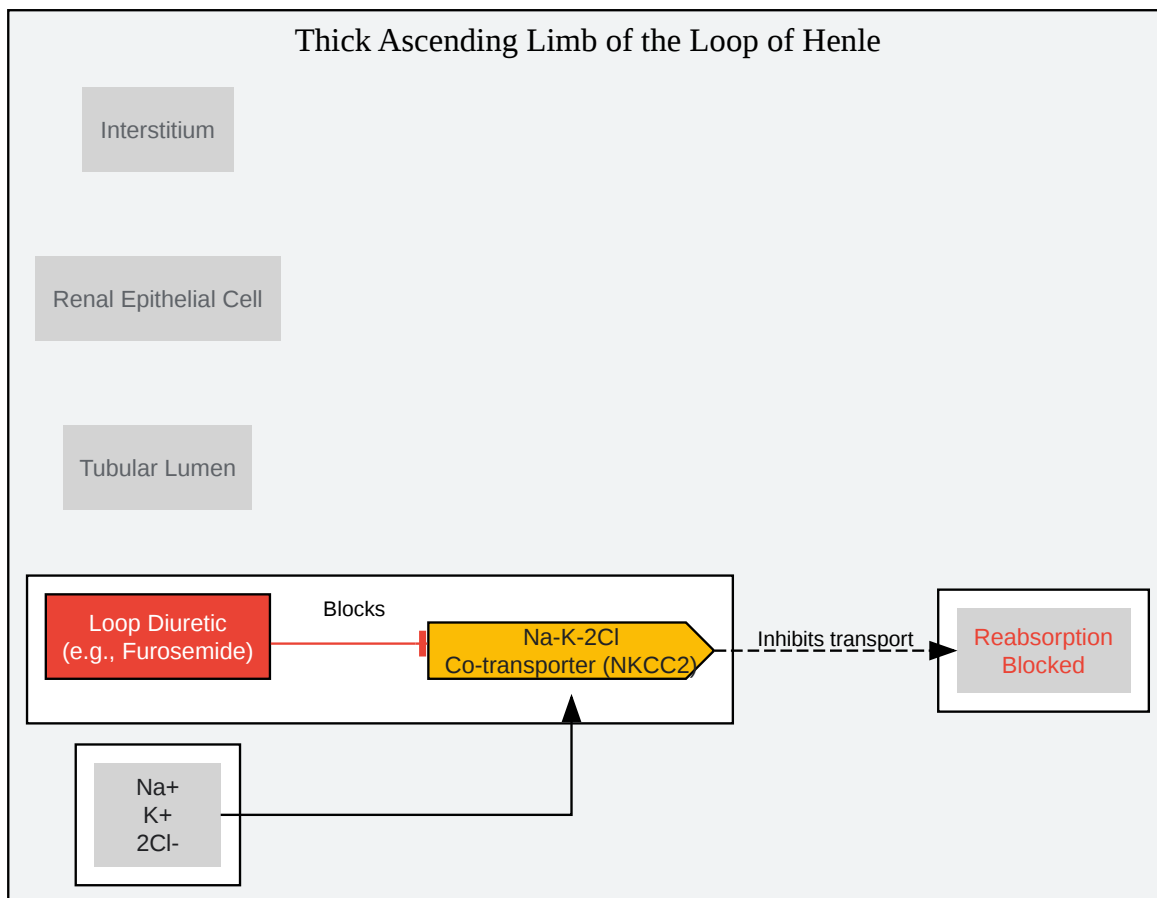 Thick Ascending Limb of the Loop of Henle
Interstitium
Renal Epithelial Cell
Tubular Lumen
Loop Diuretic
(e.g., Furosemide)
Blocks
Na-K-2Cl
Co-transporter (NKCC2)
Inhibits transport
Reabsorption
Blocked
Na+
K+
2Cl-